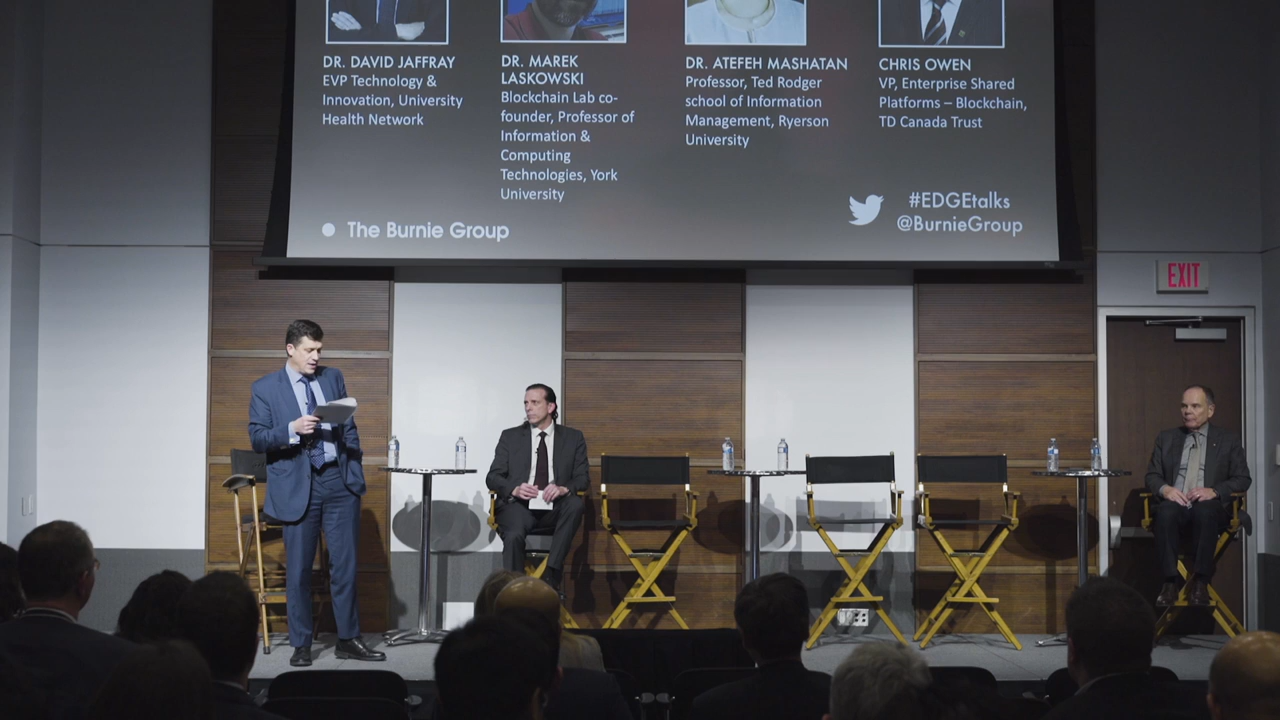 DR. DAVID JAFFRAY
EVP Technology &
Innovation, University
Health Network
DR. MAREK
LASKOWSKI
Blockchain Lab co-
founder, Professor of
Information &
Computing
Technologies, York
University
DR. ATEFEH MASHATAN
Professor, Ted Rodger
school of Information
Management, Ryerson
University
CHRIS OWEN
VP, Enterprise Shared
Platforms – Blockchain,
TD Canada Trust
The Burnie Group
#EDGEtalks
@BurnieGroup
EXIT